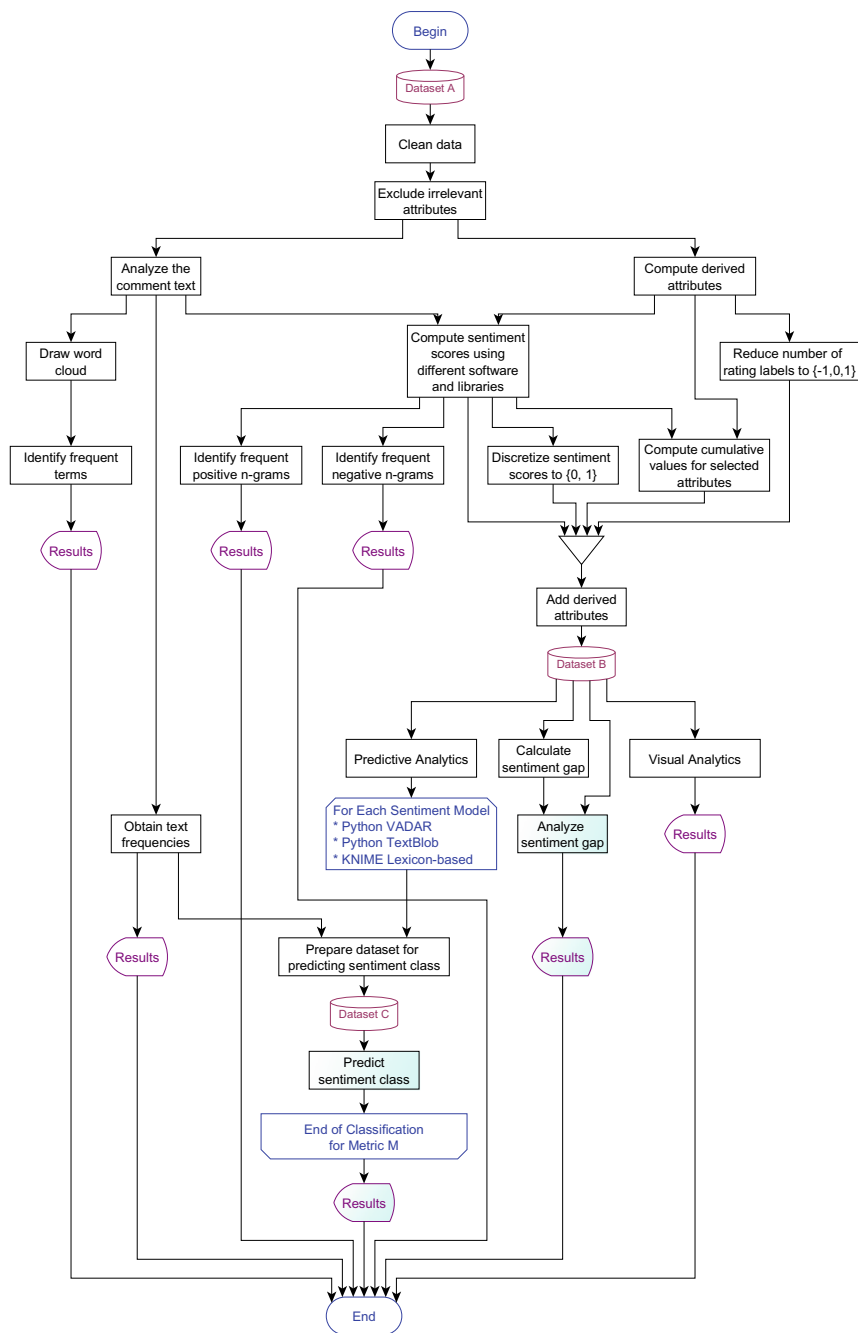 Begin
Dataset A
Clean data
Exclude irrelevant
attributes
Analyze the
comment text
Compute derived
attributes
Draw word
cloud
Compute sentiment
scores using
different software
and libraries
Reduce number of
rating labels to {-1,0,1}
Identify frequent
terms
Identify frequent
positive n-grams
Identify frequent
negative n-grams
Discretize sentiment
scores to {0, 1}
Compute cumulative
values for selected
attributes
Results
Results
Results
Add derived
attributes
Dataset B
Predictive Analytics
Calculate
sentiment gap
Visual Analytics
For Each Sentiment Model
* Python VADAR
* Python TextBlob
* KNIME Lexicon-based
Obtain text
frequencies
Analyze
sentiment gap
Results
Results
Prepare dataset for
predicting sentiment class
Results
Dataset C
Predict
sentiment class
End of Classification
for Metric M
Results
End